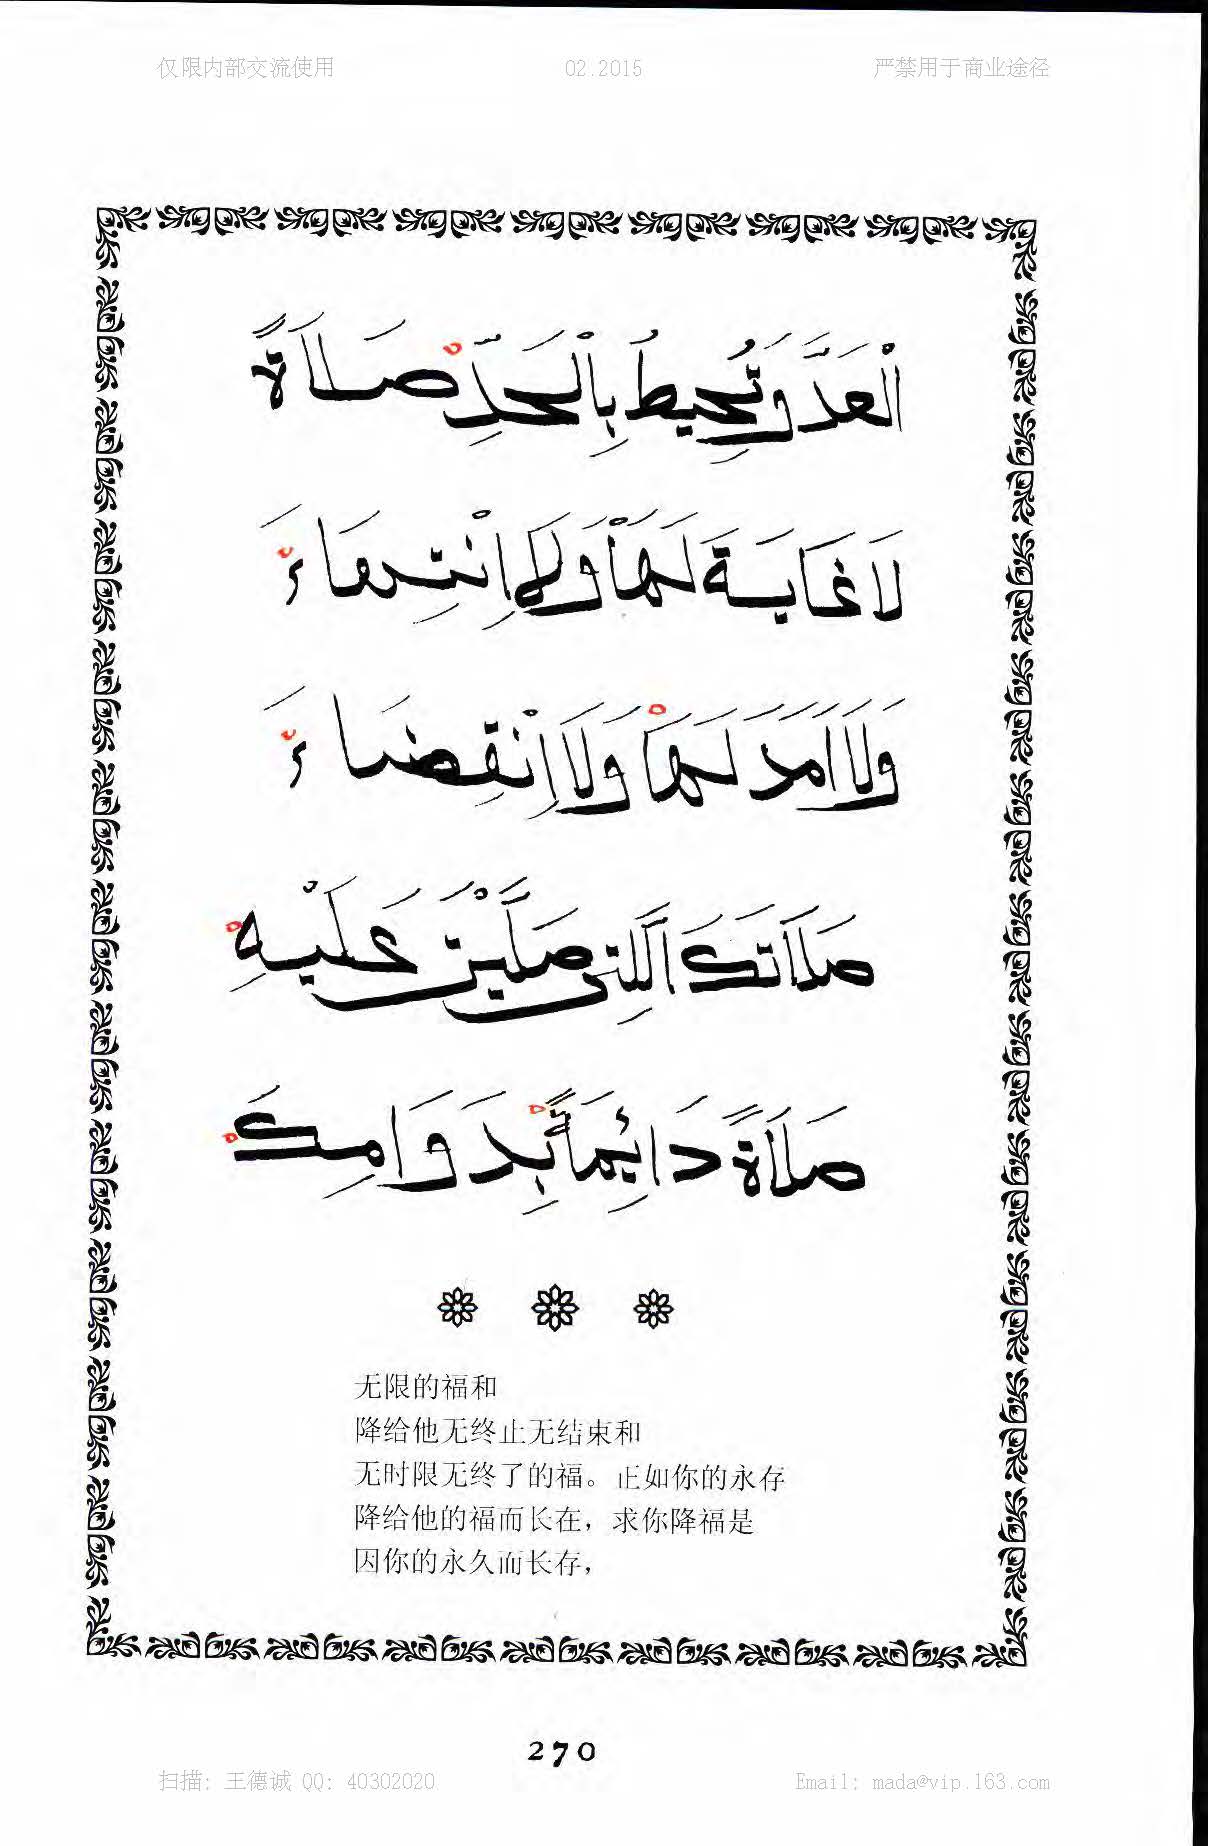 仅限内部交流使用 02.2015 严禁用于商业途径
الْعَدَّ وَتُحِيطُ بِالْحَدِّ صَلَاةً
لَا غَايَةَ لَهَا وَلَا اِنْتِهَاءَ
وَلَا اَمَدَ لَهَا وَلَا اِنْقِضَاءَ
صَلَاتَكَ الَّتِى صَلَّيْتَ عَلَيْهِ
صَلَاةً دَائِمَةً بِدَوَامِكَ
无限的福和
降给他无终止无结束和
无时限无终了的福。正如你的永存
降给他的福而长在，求你降福是
因你的永久而长存，
270
扫描: 王德诚 QQ: 40302020 Email: mada@vip.163.com